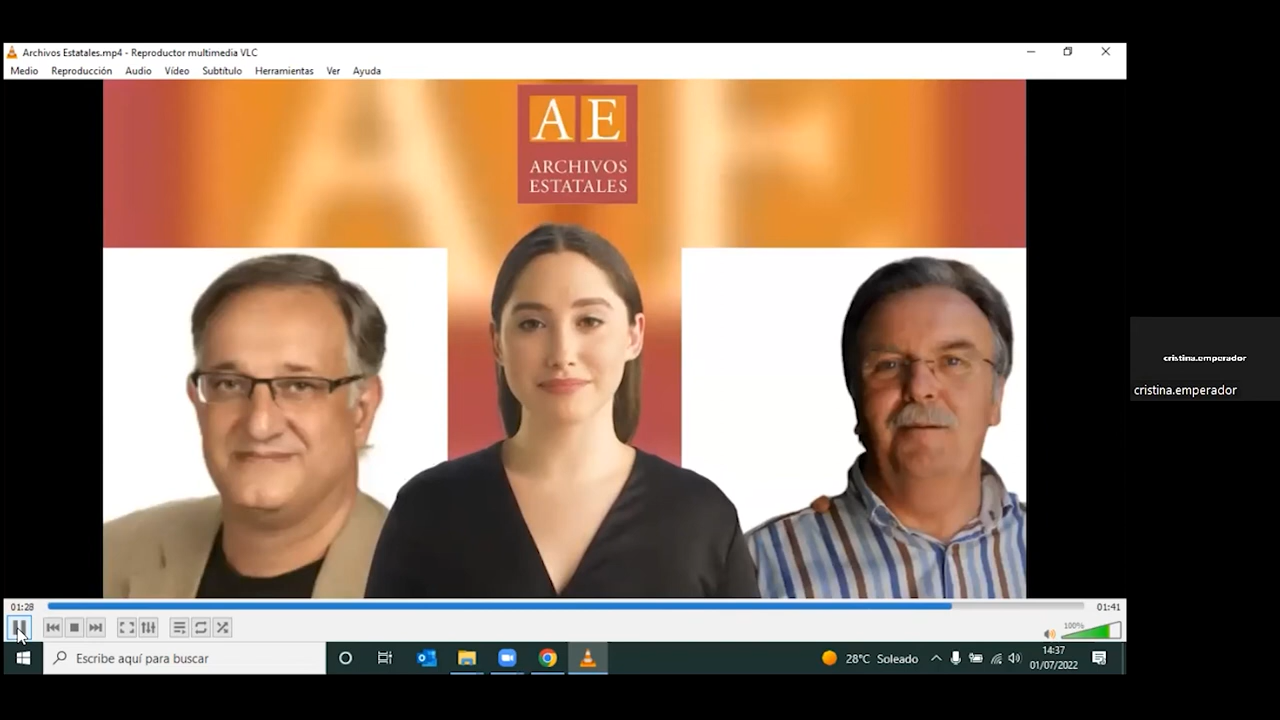 Archivos Estatales.mp4 - Reproductor multimedia VLC
Medio Reproducción Audio Vídeo Subtítulo Herramientas Ver Ayuda
A E
ARCHIVOS
ESTATALES
cristina.emperador
cristina.emperador
01:28
01:41
100%
Escribe aquí para buscar
28°C Soleado
14:37
01/07/2022